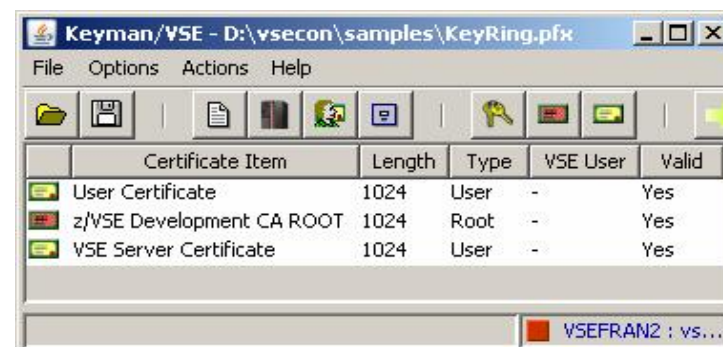 Keyman/VSE - D:\vsecon\samples\KeyRing.pfx
File Options Actions Help
Certificate Item Length Type VSE User Valid
User Certificate 1024 User - Yes
z/VSE Development CA ROOT 1024 Root - Yes
VSE Server Certificate 1024 User - Yes
VSEFRAN2 : vs...